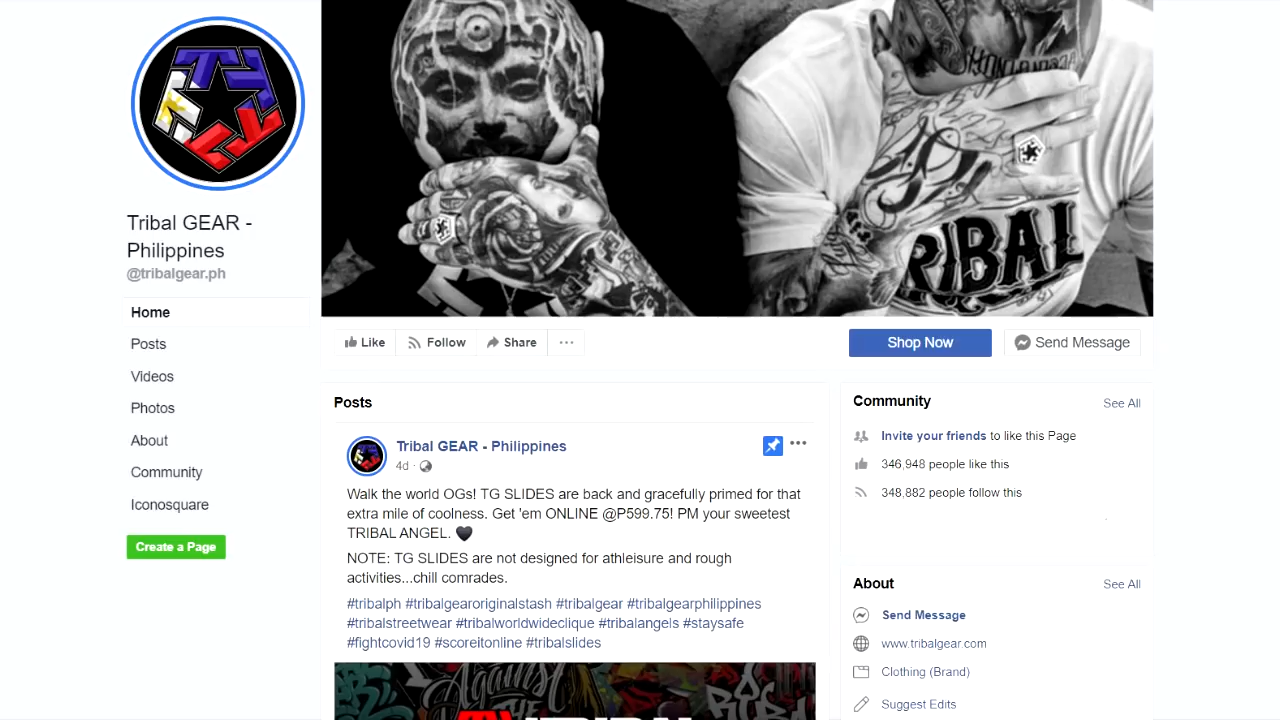 Tribal GEAR -
Philippines
@tribalgear.ph
Home
Posts
Videos
Photos
About
Community
Iconosquare
Create a Page
TRIBAL
Like
Follow
Share
...
Shop Now
Send Message
Posts
Tribal GEAR - Philippines
4d ·
Walk the world OGs! TG SLIDES are back and gracefully primed for that
extra mile of coolness. Get 'em ONLINE @P599.75! PM your sweetest
TRIBAL ANGEL. 🖤
NOTE: TG SLIDES are not designed for athleisure and rough
activities...chill comrades.
#tribalph #tribalgearoriginalstash #tribalgear #tribalgearphilippines
#tribalstreetwear #tribalworldwideclique #tribalangels #staysafe
#fightcovid19 #scoreitonline #tribalslides
Against
THE
TRIBAL
Community
See All
Invite your friends to like this Page
346,948 people like this
348,882 people follow this
About
See All
Send Message
www.tribalgear.com
Clothing (Brand)
Suggest Edits